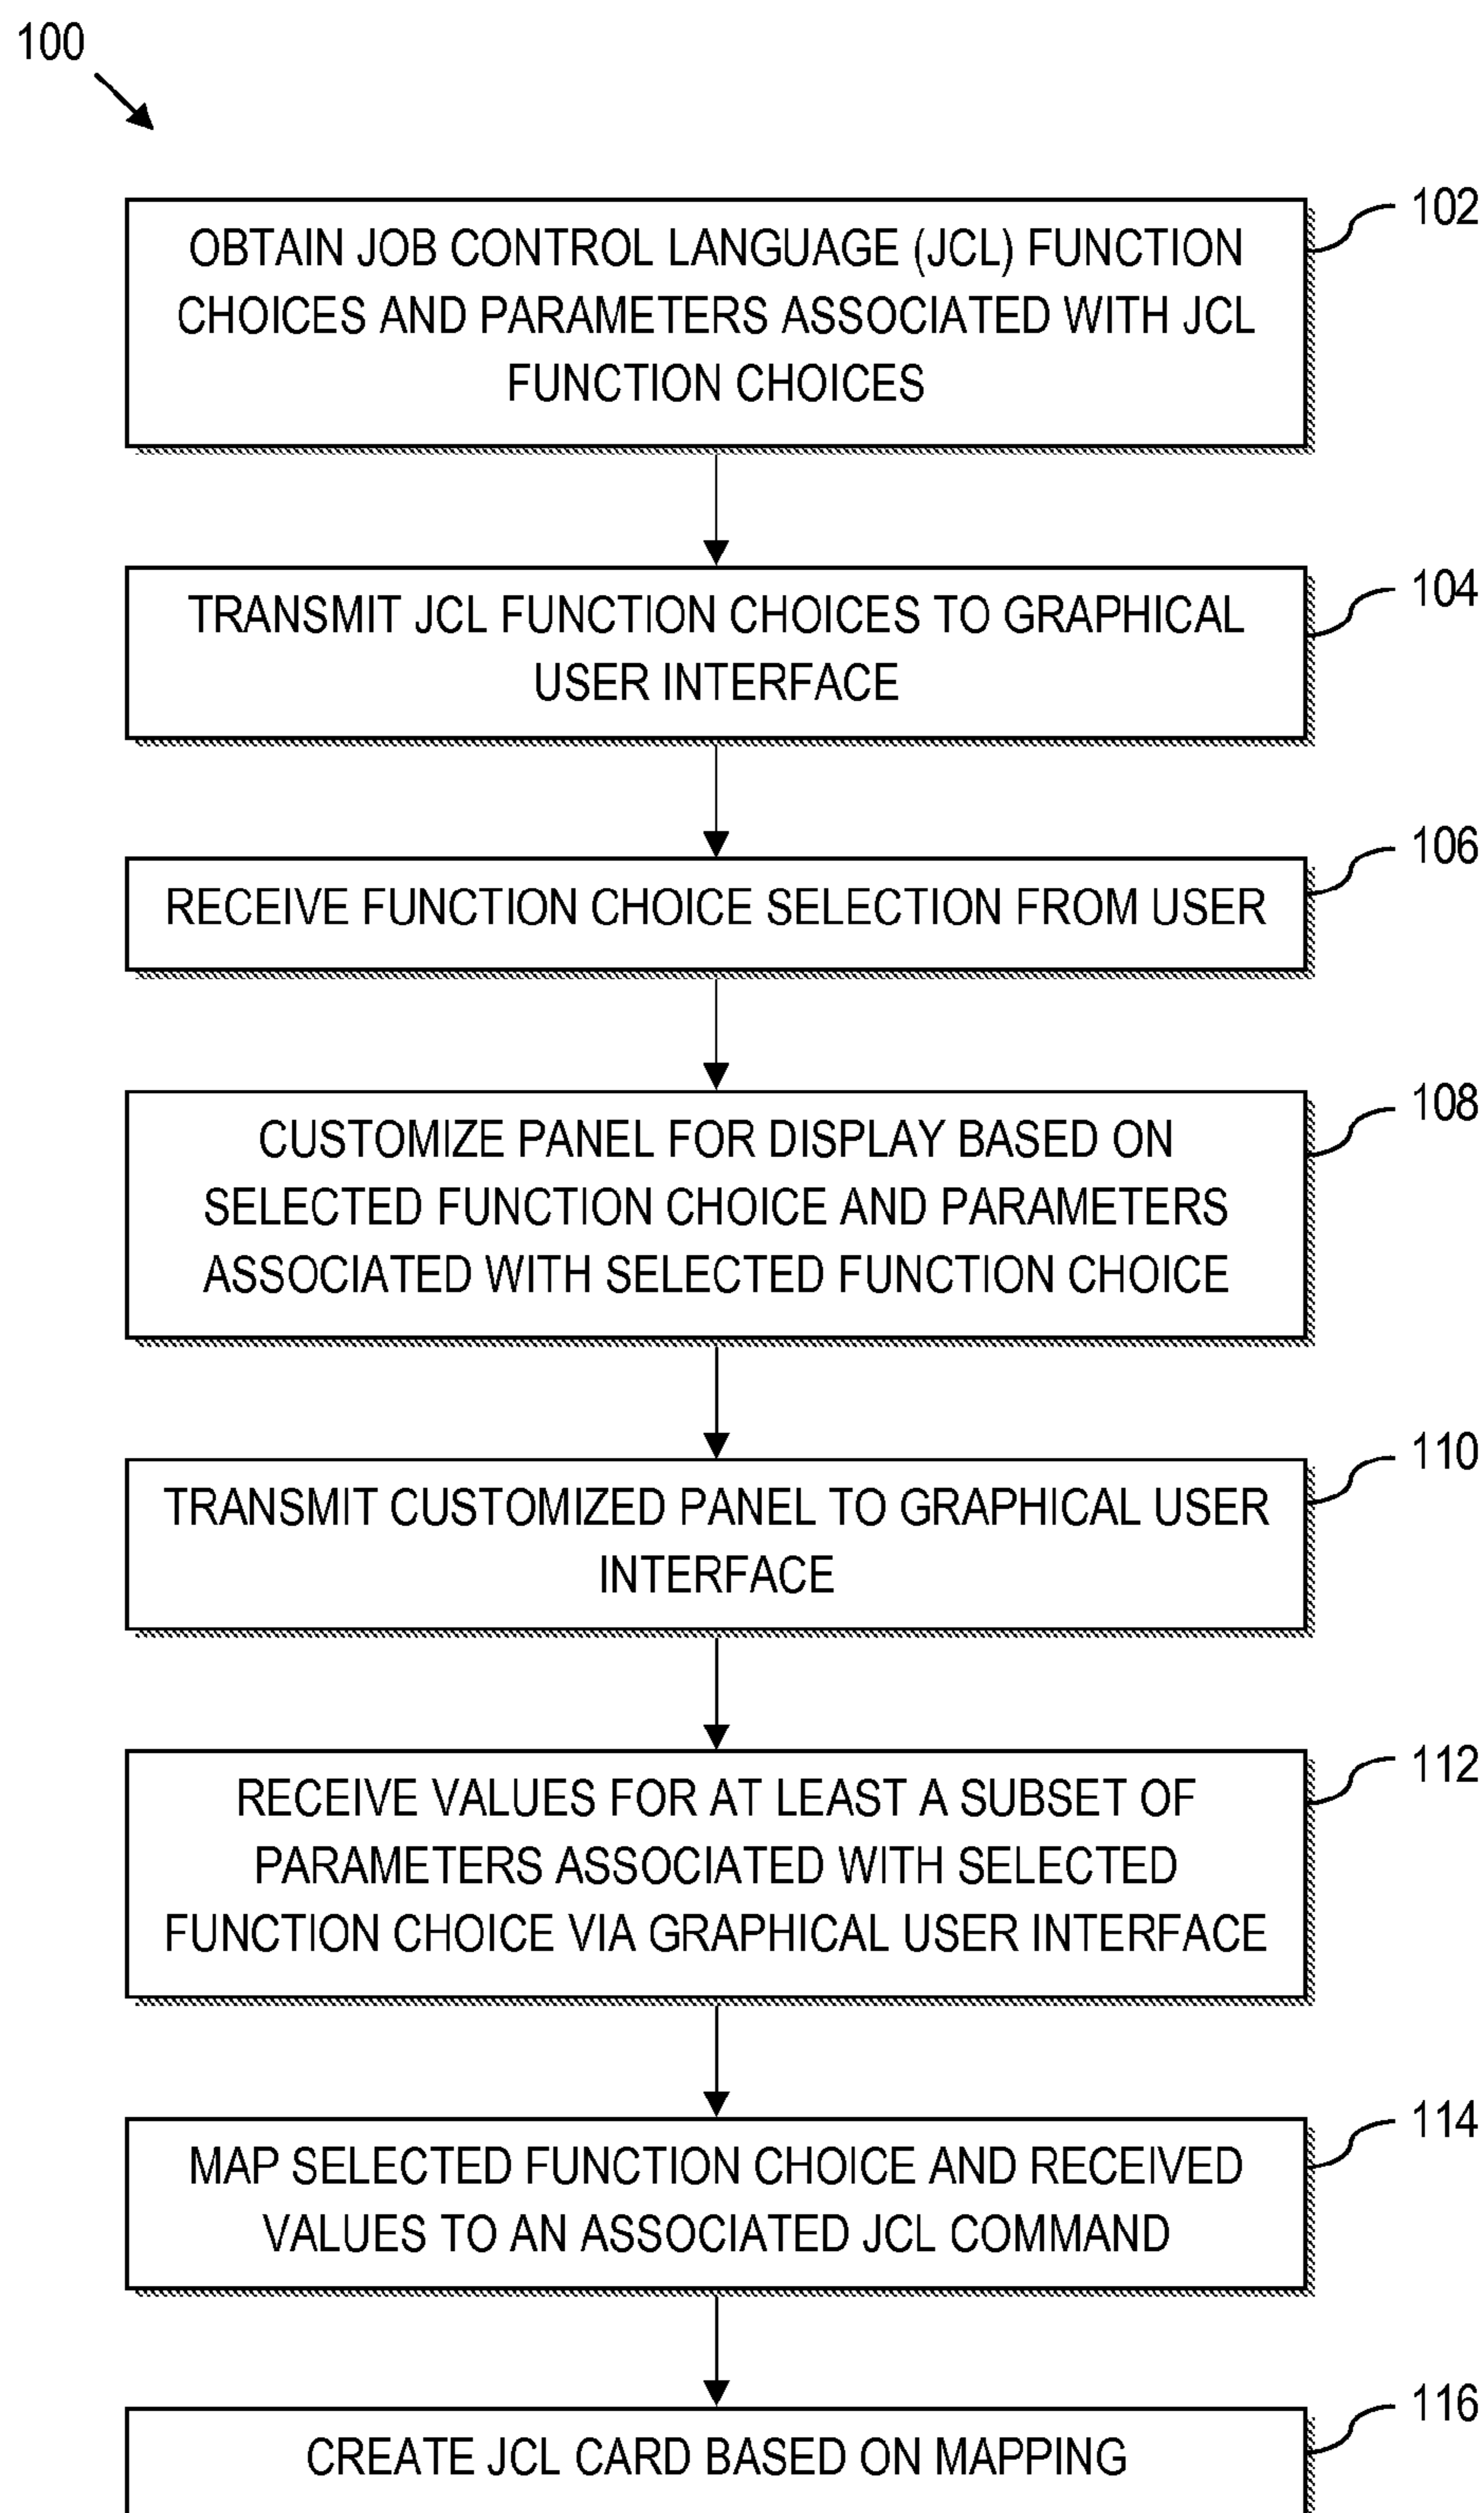 100
102
OBTAIN JOB CONTROL LANGUAGE (JCL) FUNCTION
CHOICES AND PARAMETERS ASSOCIATED WITH JCL
FUNCTION CHOICES
104
TRANSMIT JCL FUNCTION CHOICES TO GRAPHICAL
USER INTERFACE
106
RECEIVE FUNCTION CHOICE SELECTION FROM USER
108
CUSTOMIZE PANEL FOR DISPLAY BASED ON
SELECTED FUNCTION CHOICE AND PARAMETERS
ASSOCIATED WITH SELECTED FUNCTION CHOICE
110
TRANSMIT CUSTOMIZED PANEL TO GRAPHICAL USER
INTERFACE
112
RECEIVE VALUES FOR AT LEAST A SUBSET OF
PARAMETERS ASSOCIATED WITH SELECTED
FUNCTION CHOICE VIA GRAPHICAL USER INTERFACE
114
MAP SELECTED FUNCTION CHOICE AND RECEIVED
VALUES TO AN ASSOCIATED JCL COMMAND
116
CREATE JCL CARD BASED ON MAPPING